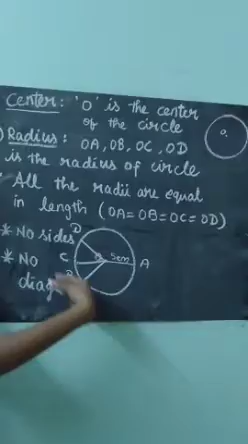 Center: 'O' is the center
of the circle
Radius: OA, OB, OC, OD
is the radius of circle
All the radii are equal
in length (OA=OB=OC=OD)
* No sides
* No
O
D
C
5cm
A